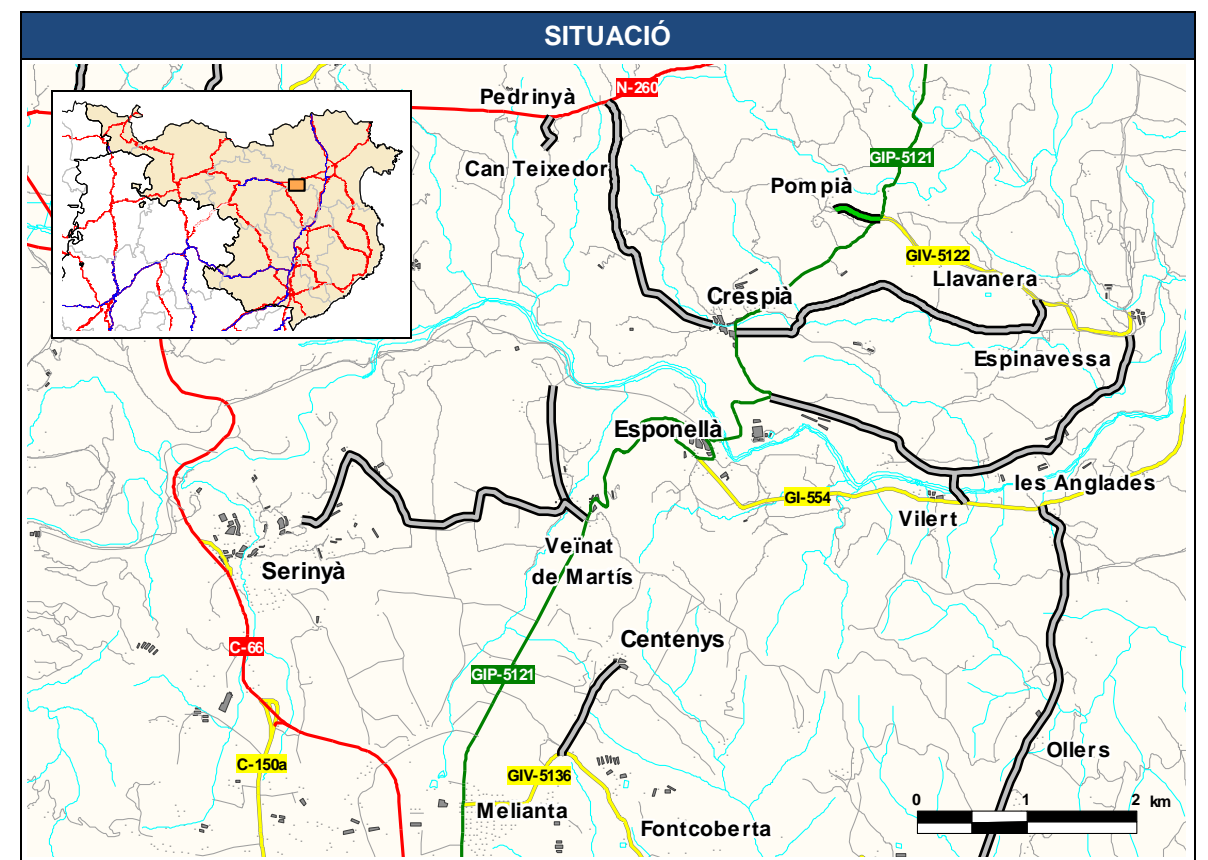 SITUACIÓ
N-260
Pedrinyà
GIP-5121
Can Teixedor
Pompià
GIV-5122
Llavanera
Crespià
Espinavessa
Esponellà
les Anglades
GI-554
Vilert
Veïnat
de Martís
Serinyà
Centenys
C-66
GIP-5121
Ollers
C-150a
GIV-5136
Melianta
Fontcoberta
0 1 2 km